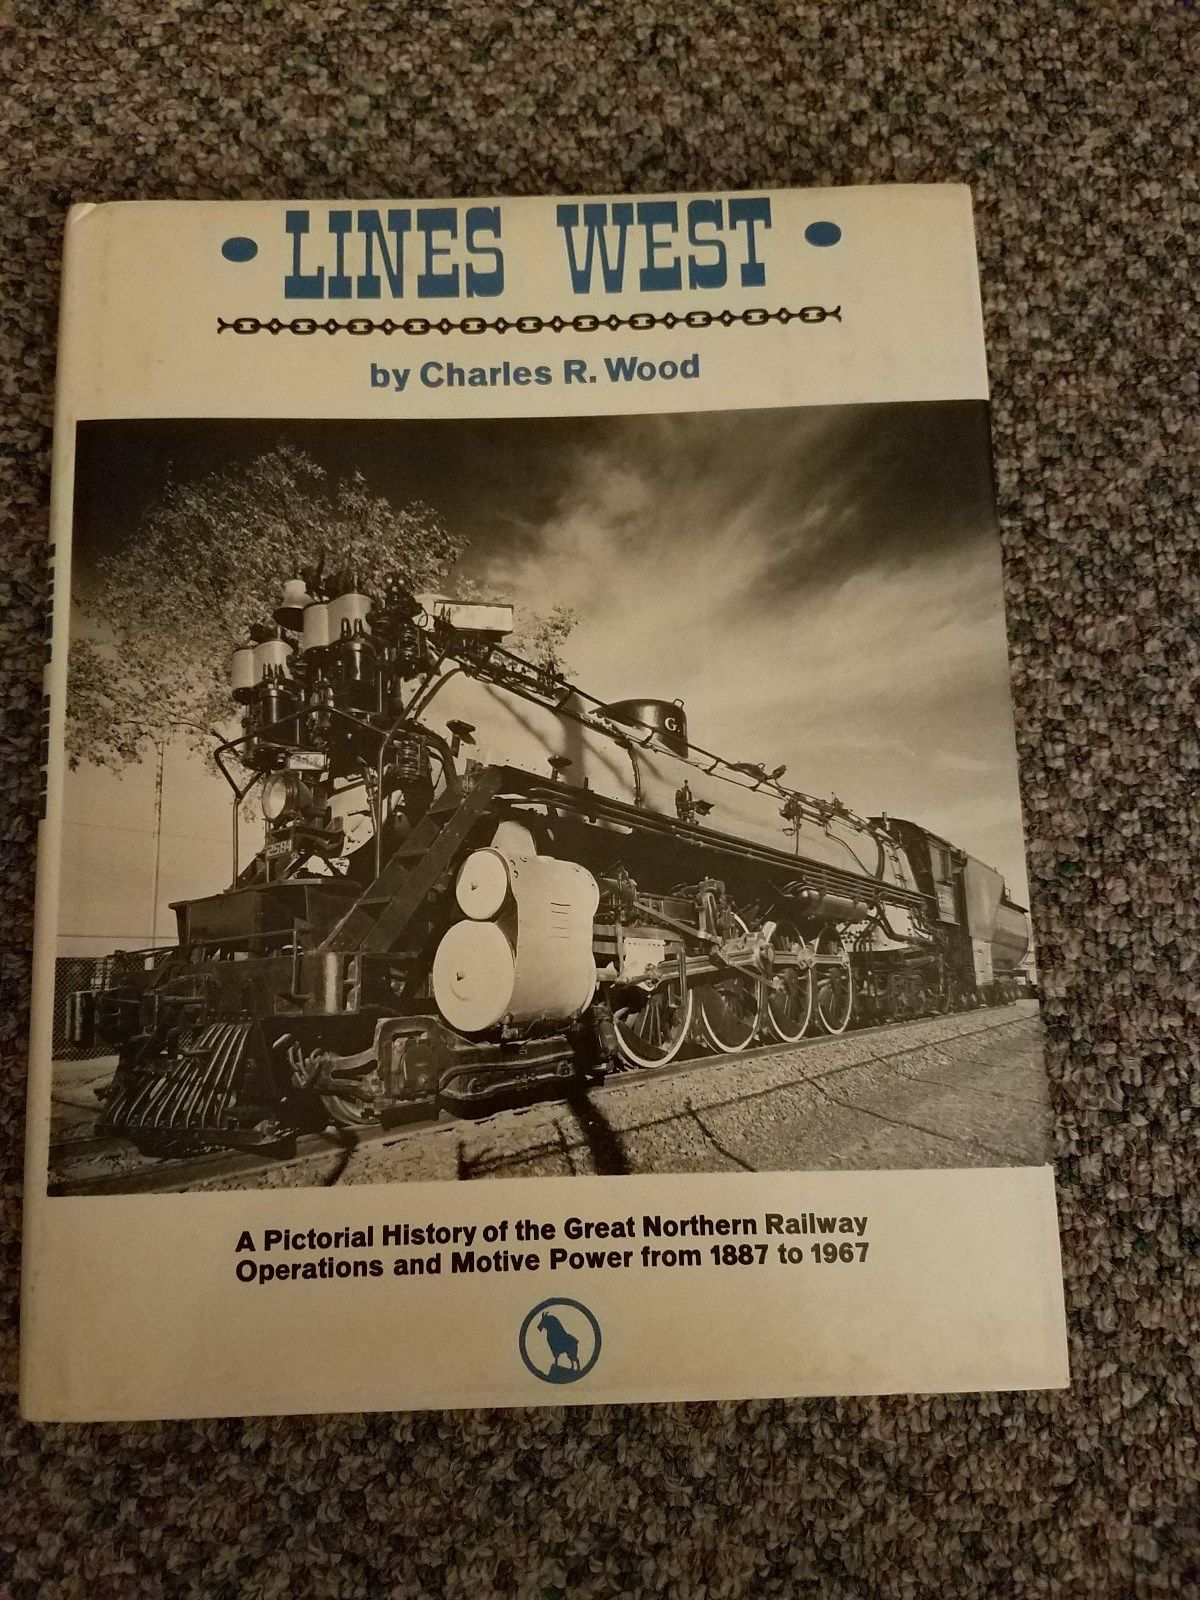 • LINES WEST •
by Charles R. Wood
G.
2584
A Pictorial History of the Great Northern Railway
Operations and Motive Power from 1887 to 1967